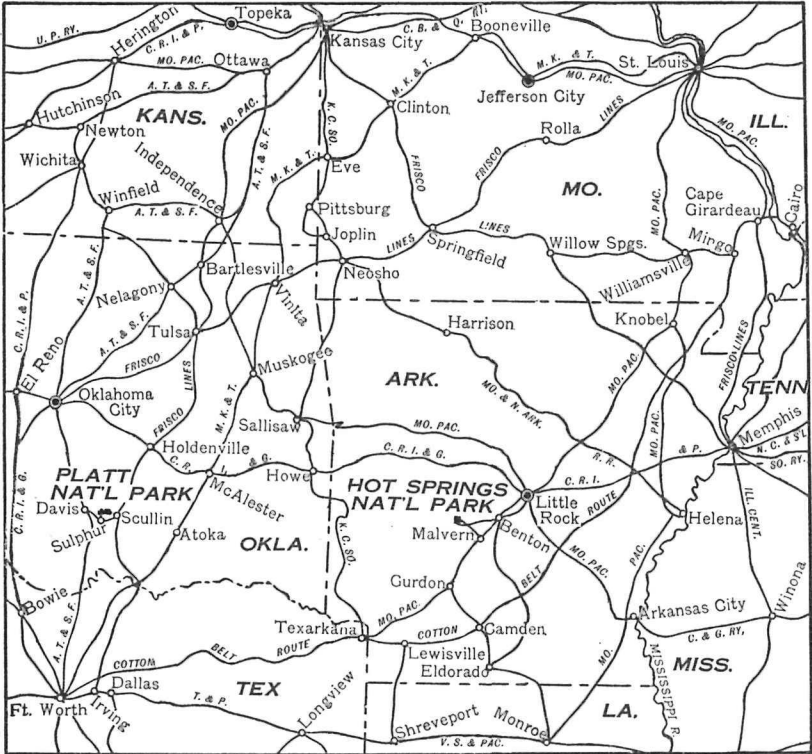 Topeka
U. P. RY.
Herington
C. R. I. & P.
Kansas City
C. B. & Q. RY.
Booneville
MO. PAC.
Ottawa
M. K. & T.
MO. PAC.
St. Louis
Jefferson City
A. T. & S. F.
MO. PAC.
M. K. & T.
Hutchinson
KANS.
Clinton
ILL.
Newton
K. C. SO.
Rolla
LINES
MO. PAC.
Wichita
Independence
A. T. & S. F.
M. K. & T.
Eve
FRISCO
FRISCO
MO.
MO. PAC.
Winfield
A. T. & S. F.
Pittsburg
Cape
Girardeau
Cairo
Joplin
Springfield
LINES
LINES
Willow Spgs.
Mirgo
A. T. & S. F.
Bartlesville
Neosho
Williamsville
Nelagony
Vinita
C. R. I. & P.
Tulsa
Harrison
Knobel
El Reno
A. T. & S. F.
FRISCO
LINES
FRISCO LINES
Muskogee
ARK.
MO. PAC.
TENN
Oklahoma
City
M. K. & T.
MO. & N. ARK.
R. R.
MO. PAC.
FRISCO
Sallisaw
MO. PAC.
Memphis
Holdenville
N. C. & ST. L.
SO. RY.
C. R. I. & G.
Howe
C. R. I. & G.
C. R. I. & P.
PLATT
NAT'L PARK
McAlester
HOT SPRINGS
NAT'L PARK
Little
Rock
Davis
Scullin
Sulphur
Atoka
OKLA.
K. C. SO.
Malvern
Benton
BELT ROUTE
Helena
ILL. CENT.
C. R. I. & G.
MO. PAC.
Gurdon
MO. PAC.
Bowie
A. T. & S. F.
Texarkana
MO. PAC.
COTTON
Camden
Arkansas City
Winona
C. & G. RY.
COTTON BELT ROUTE
Lewisville
Eldorado
MISS.
MISSISSIPPI R.
Dallas
TEX
Ft. Worth
Irving
T. & P.
Longview
Shreveport
Monroe
LA.
V. S. & PAC.